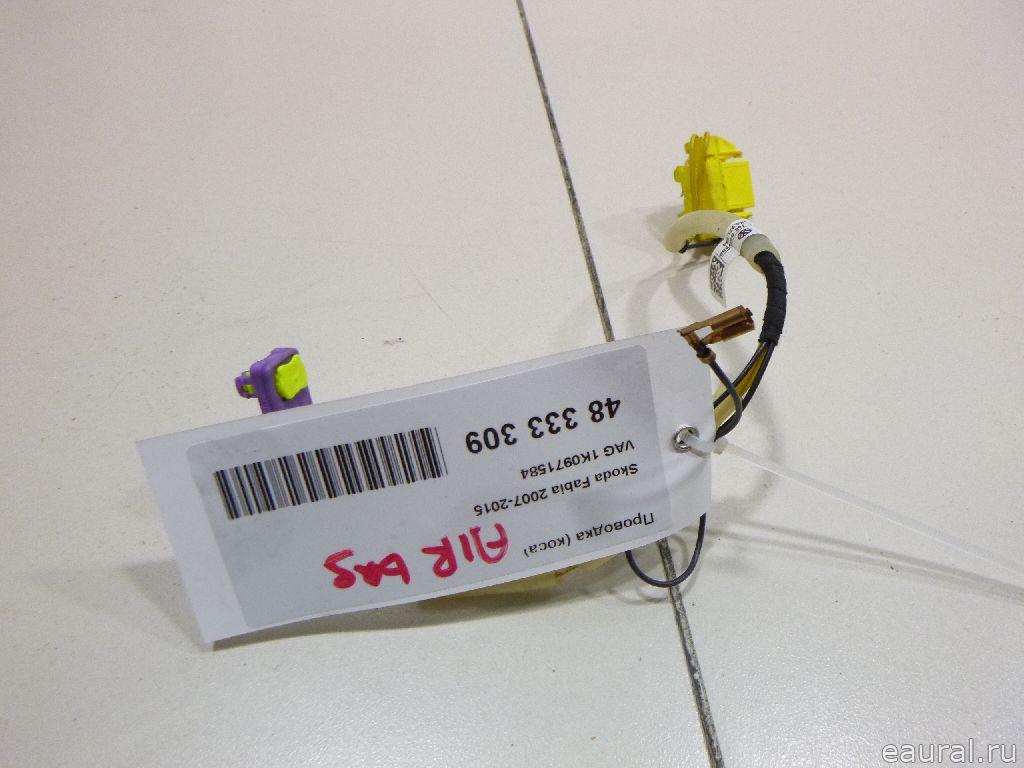 Проводка (коса)
AIR BAG
Skoda Fabia 2007-2015
VAG 1K0971584
48 333 309
eaural.ru